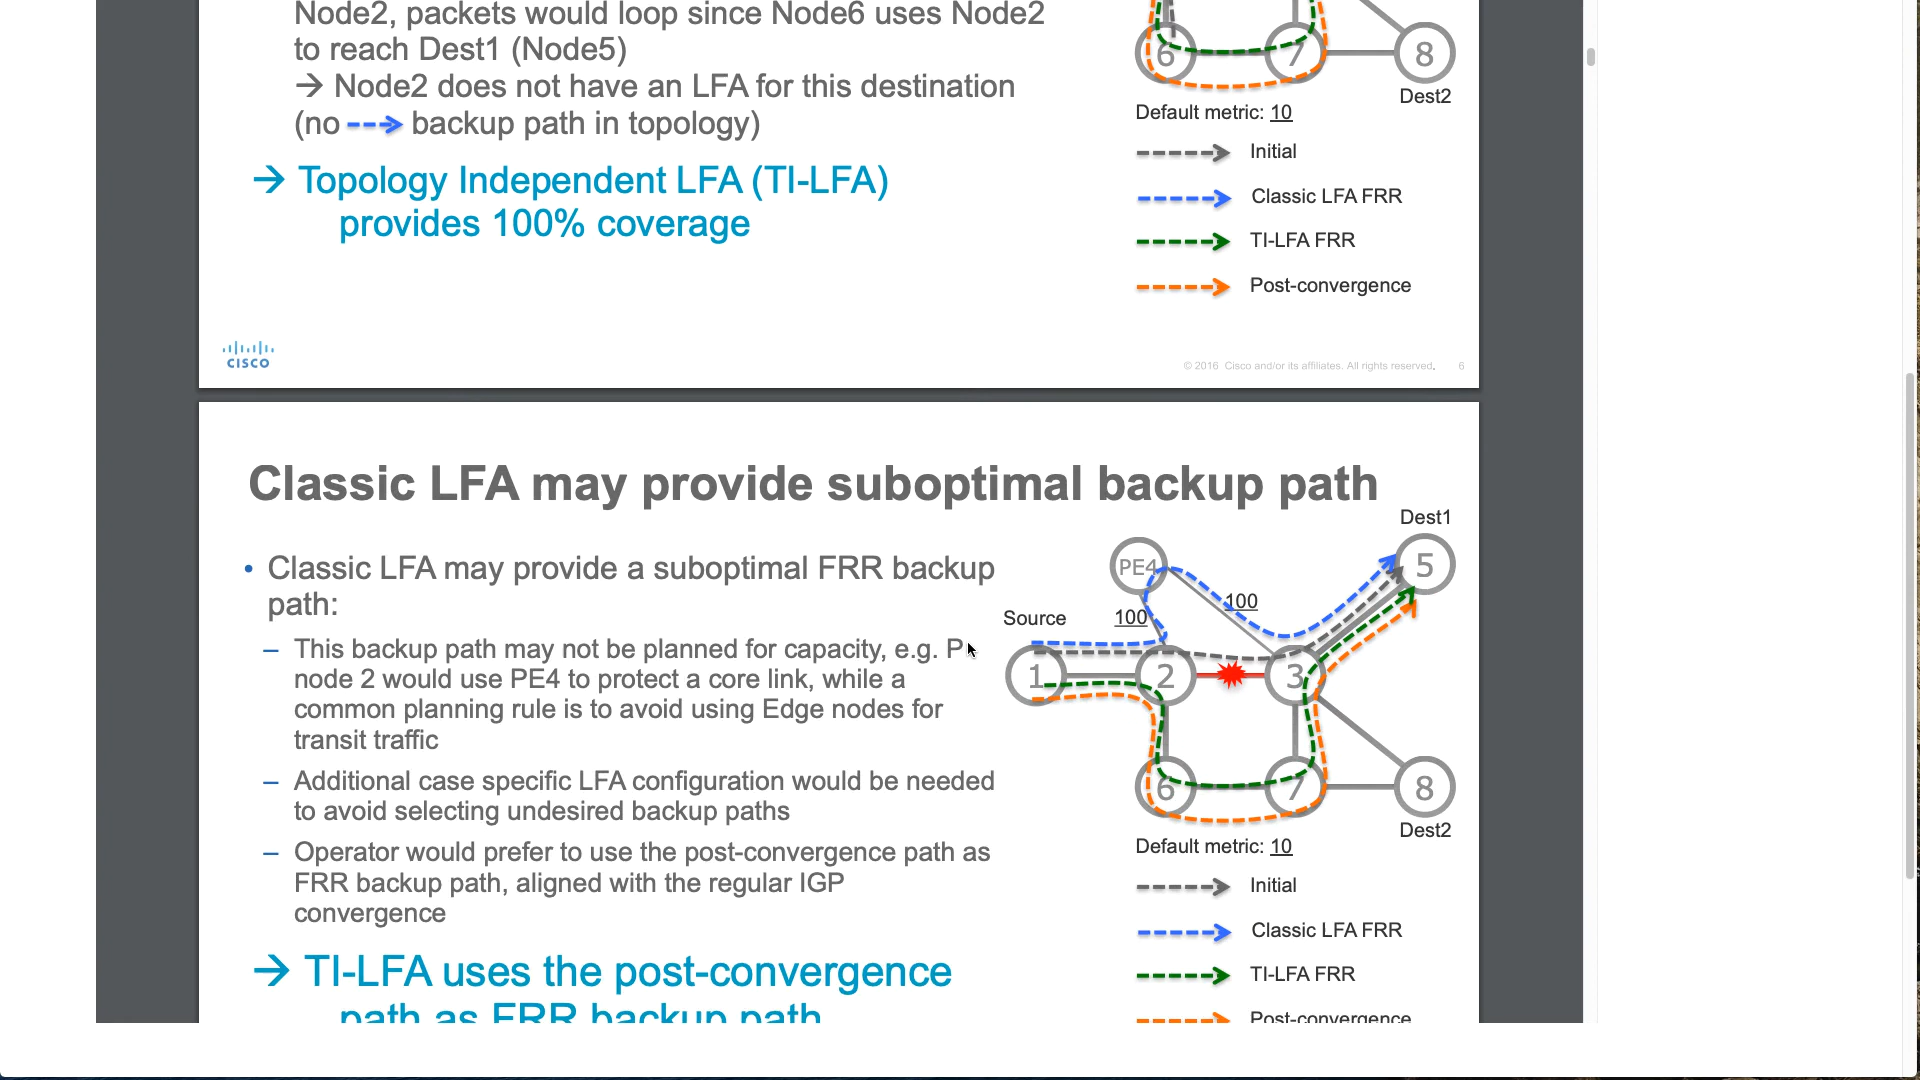 Node2, packets would loop since Node6 uses Node2
to reach Dest1 (Node5)
→ Node2 does not have an LFA for this destination
(no ---> backup path in topology)
→ Topology Independent LFA (TI-LFA)
provides 100% coverage
6
7
8
Dest2
Default metric: 10
Initial
Classic LFA FRR
TI-LFA FRR
Post-convergence
CISCO
© 2016 Cisco and/or its affiliates. All rights reserved.
6
Classic LFA may provide suboptimal backup path
• Classic LFA may provide a suboptimal FRR backup
path:
– This backup path may not be planned for capacity, e.g. P
node 2 would use PE4 to protect a core link, while a
common planning rule is to avoid using Edge nodes for
transit traffic
– Additional case specific LFA configuration would be needed
to avoid selecting undesired backup paths
– Operator would prefer to use the post-convergence path as
FRR backup path, aligned with the regular IGP
convergence
→ TI-LFA uses the post-convergence
path as FRR backup path
Dest1
PE4
5
100
100
Source
1
2
3
6
7
8
Dest2
Default metric: 10
Initial
Classic LFA FRR
TI-LFA FRR
Post-convergence